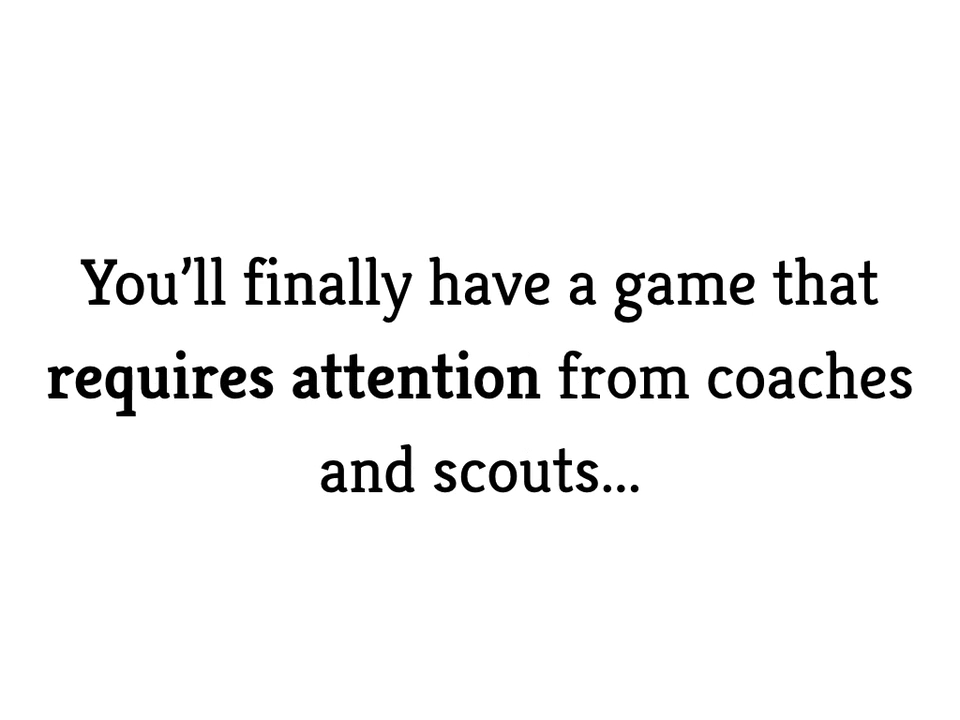 You’ll finally have a game that
requires attention from coaches
and scouts...